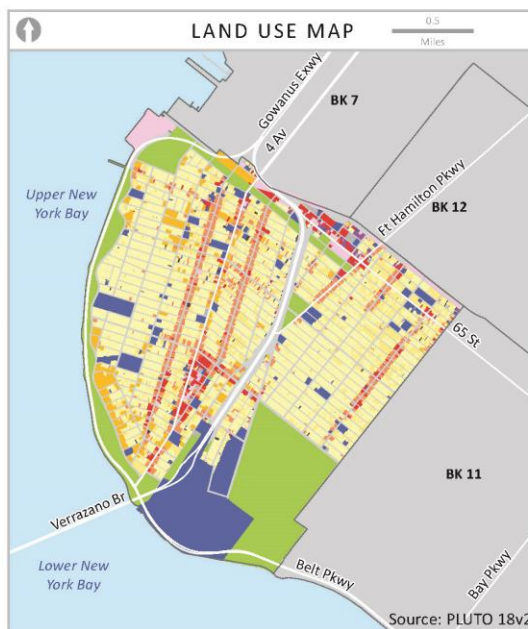 LAND USE MAP
0.5
Miles
Gowanus Exwy
BK 7
4 Av
Ft Hamilton Pkwy
BK 12
Upper New
York Bay
65 St
BK 11
Verrazano Br
Lower New
York Bay
Belt Pkwy
Bay Pkwy
Source: PLUTO 18v2